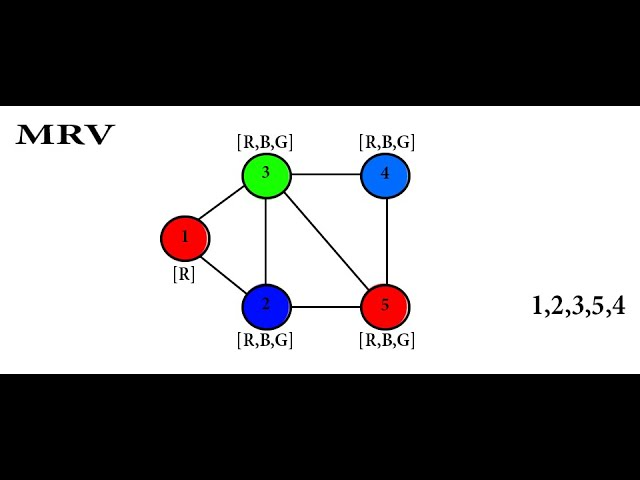 MRV
[R,B,G]
[R,B,G]
3
4
1
[R]
2
5
1,2,3,5,4
[R,B,G]
[R,B,G]